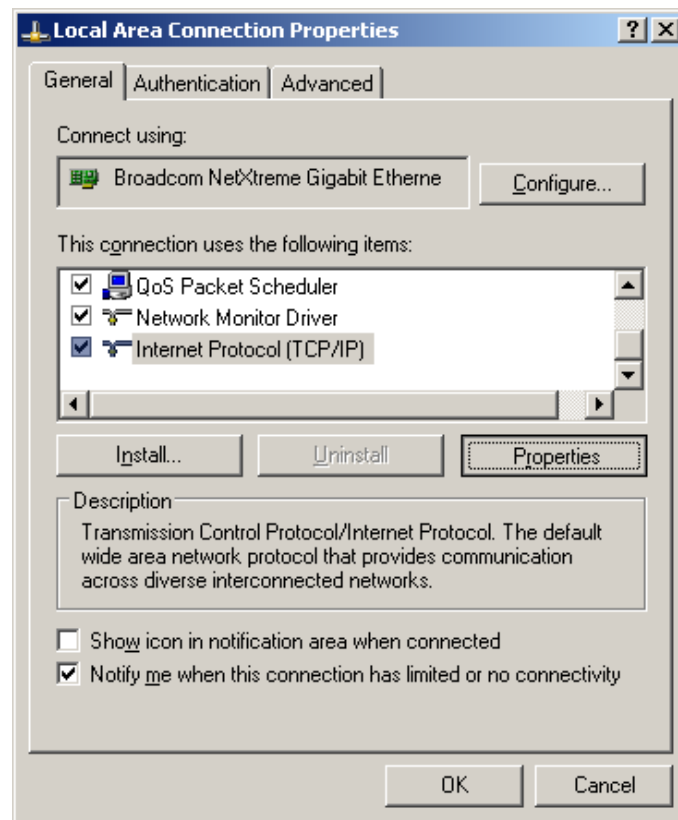 Local Area Connection Properties
General Authentication Advanced
Connect using:
Broadcom NetXtreme Gigabit Etherne Configure...
This connection uses the following items:
QoS Packet Scheduler
Network Monitor Driver
Internet Protocol (TCP/IP)
Install... Uninstall Properties
Description
Transmission Control Protocol/Internet Protocol. The default
wide area network protocol that provides communication
across diverse interconnected networks.
Show icon in notification area when connected
Notify me when this connection has limited or no connectivity
OK Cancel